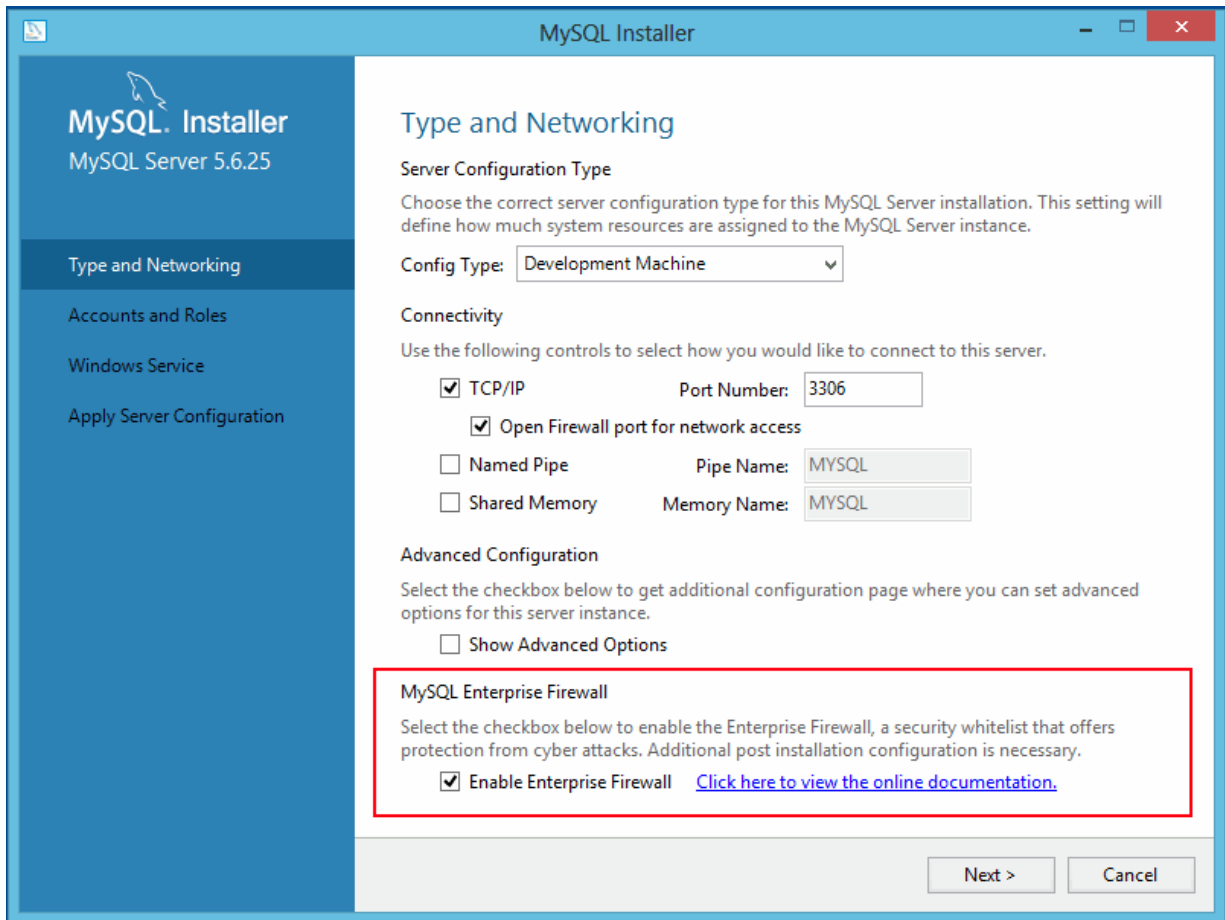 MySQL Installer
MySQL. Installer
MySQL Server 5.6.25
Type and Networking
Accounts and Roles
Windows Service
Apply Server Configuration
Type and Networking
Server Configuration Type
Choose the correct server configuration type for this MySQL Server installation. This setting will
define how much system resources are assigned to the MySQL Server instance.
Config Type: Development Machine
Connectivity
Use the following controls to select how you would like to connect to this server.
TCP/IP Port Number: 3306
Open Firewall port for network access
Named Pipe Pipe Name: MYSQL
Shared Memory Memory Name: MYSQL
Advanced Configuration
Select the checkbox below to get additional configuration page where you can set advanced
options for this server instance.
Show Advanced Options
MySQL Enterprise Firewall
Select the checkbox below to enable the Enterprise Firewall, a security whitelist that offers
protection from cyber attacks. Additional post installation configuration is necessary.
Enable Enterprise Firewall Click here to view the online documentation.
Next > Cancel